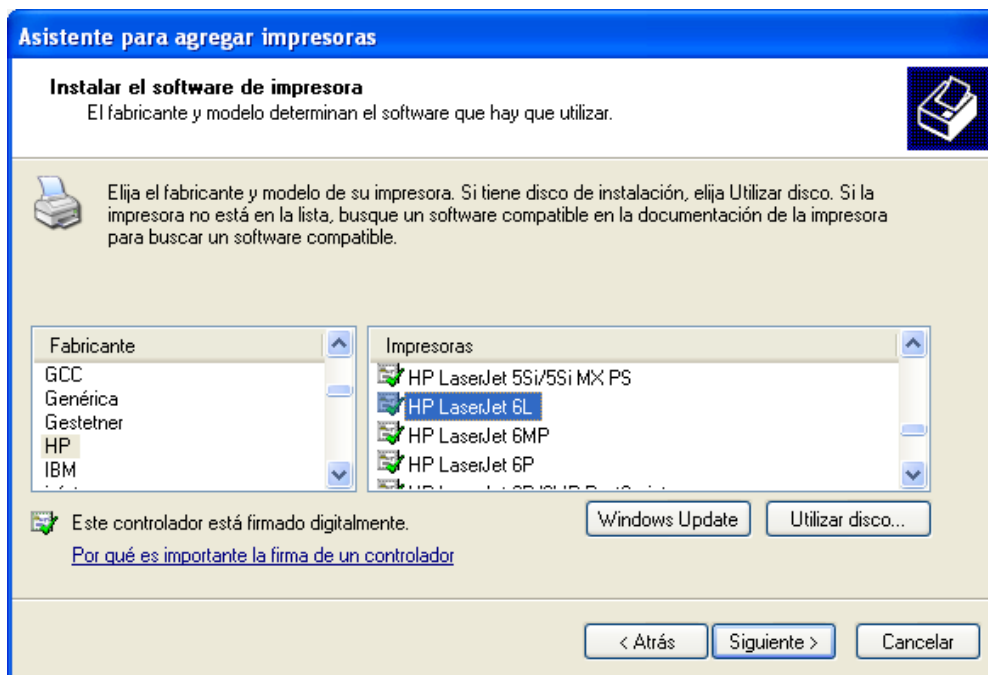 Asistente para agregar impresoras
Instalar el software de impresora
El fabricante y modelo determinan el software que hay que utilizar.
Elija el fabricante y modelo de su impresora. Si tiene disco de instalación, elija Utilizar disco. Si la
impresora no está en la lista, busque un software compatible en la documentación de la impresora
para buscar un software compatible.
Fabricante
GCC
Genérica
Gestetner
HP
IBM
Impresoras
HP LaserJet 5Si/5Si MX PS
HP LaserJet 6L
HP LaserJet 6MP
HP LaserJet 6P
Este controlador está firmado digitalmente.
Por qué es importante la firma de un controlador
Windows Update
Utilizar disco...
< Atrás
Siguiente >
Cancelar